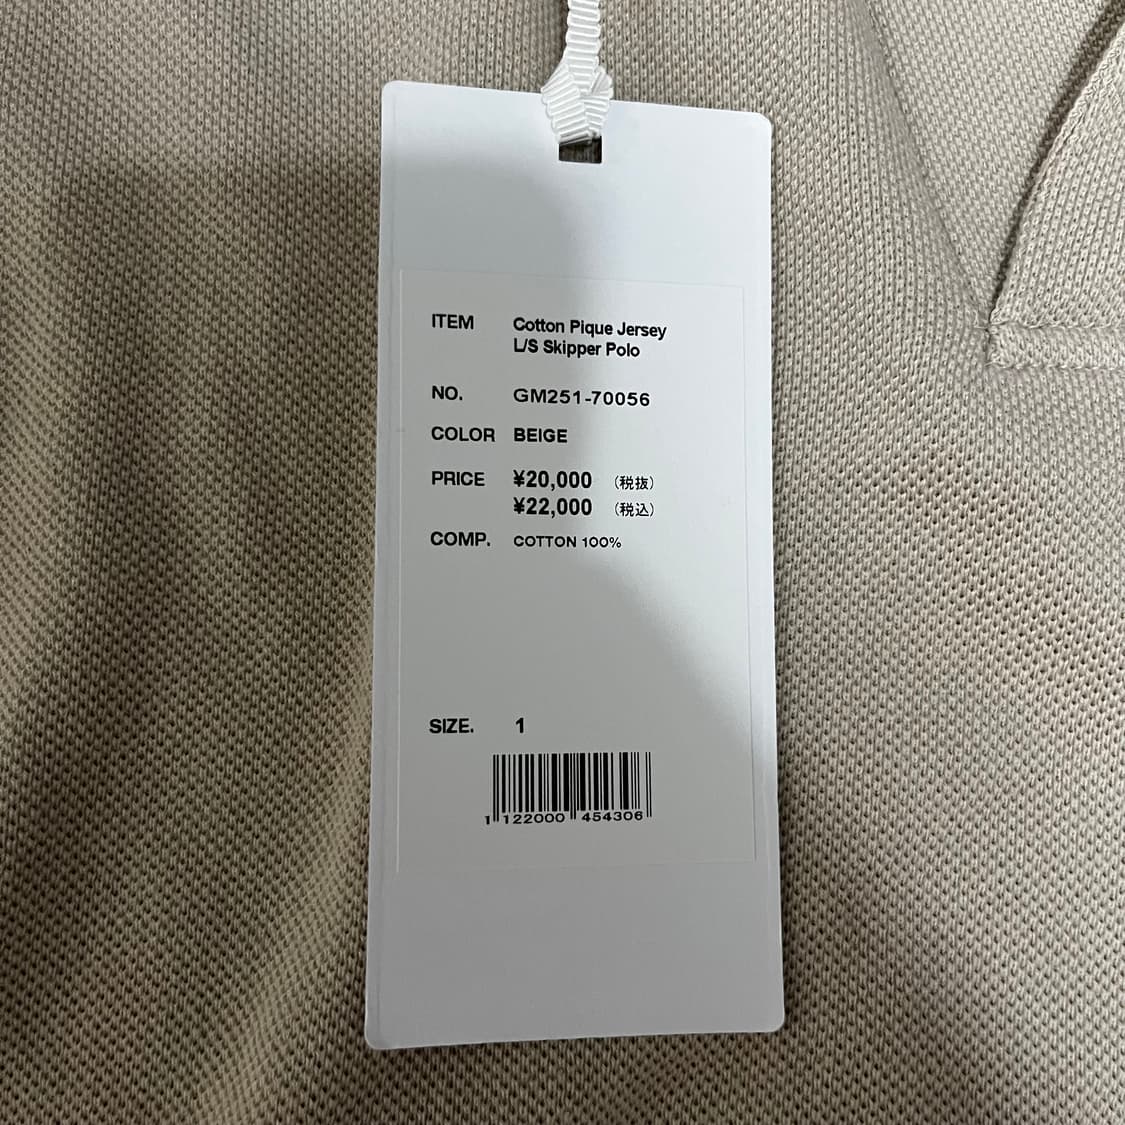 ITEM Cotton Pique Jersey
L/S Skipper Polo
NO. GM251-70056
COLOR BEIGE
PRICE ¥20,000 (税抜)
¥22,000 (税込)
COMP. COTTON 100%
SIZE. 1
1 122000 454306